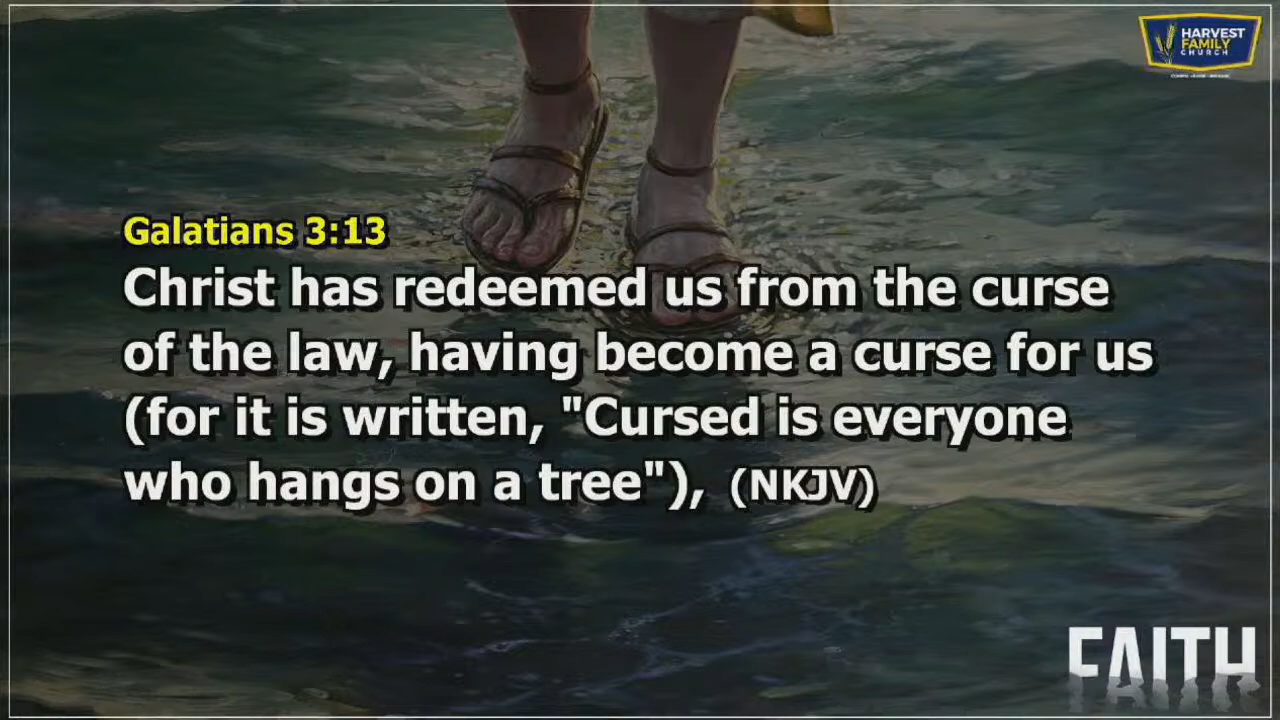 HARVEST
FAMILY
CHURCH
Galatians 3:13
Christ has redeemed us from the curse
of the law, having become a curse for us
(for it is written, "Cursed is everyone
who hangs on a tree"), (NKJV)
FAITH